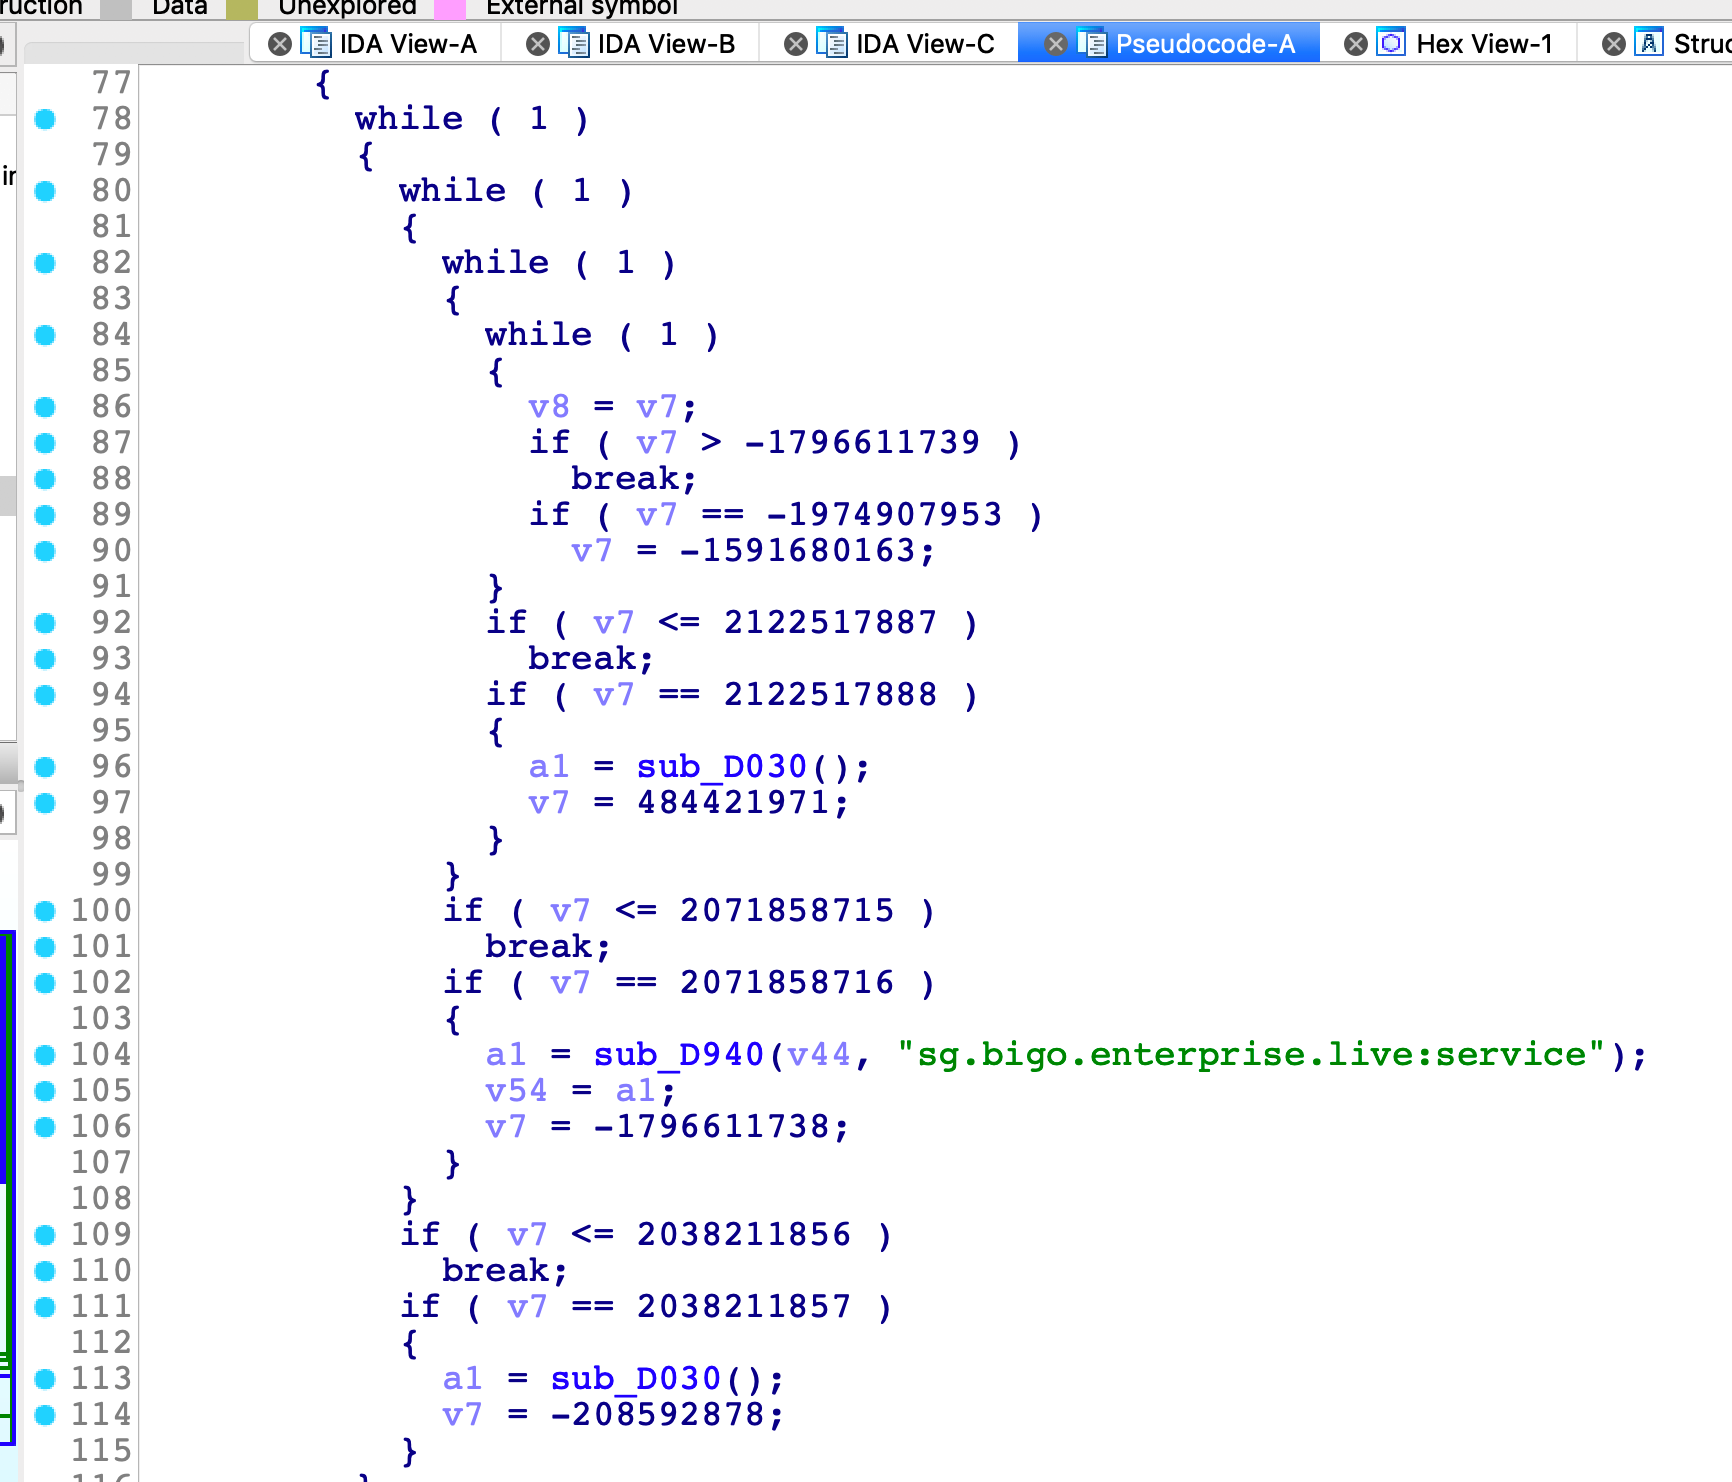 Data Unexplored External symbol
IDA View-A IDA View-B IDA View-C Pseudocode-A Hex View-1
77 {
78 while ( 1 )
79 {
80 while ( 1 )
81 {
82 while ( 1 )
83 {
84 while ( 1 )
85 {
86 v8 = v7;
87 if ( v7 > -1796611739 )
88 break;
89 if ( v7 == -1974907953 )
90 v7 = -1591680163;
91 }
92 if ( v7 <= 2122517887 )
93 break;
94 if ( v7 == 2122517888 )
95 {
96 a1 = sub_D030();
97 v7 = 484421971;
98 }
99 }
100 if ( v7 <= 2071858715 )
101 break;
102 if ( v7 == 2071858716 )
103 {
104 a1 = sub_D940(v44, "sg.bigo.enterprise.live:service");
105 v54 = a1;
106 v7 = -1796611738;
107 }
108 }
109 if ( v7 <= 2038211856 )
110 break;
111 if ( v7 == 2038211857 )
112 {
113 a1 = sub_D030();
114 v7 = -208592878;
115 }